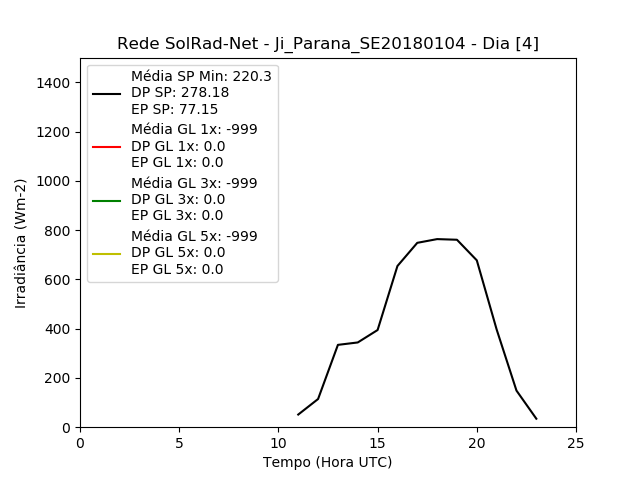 Rede SolRad-Net - Ji_Parana_SE20180104 - Dia [4]
Média SP Min: 220.3
DP SP: 278.18
EP SP: 77.15
Média GL 1x: -999
DP GL 1x: 0.0
EP GL 1x: 0.0
Média GL 3x: -999
DP GL 3x: 0.0
EP GL 3x: 0.0
Média GL 5x: -999
DP GL 5x: 0.0
EP GL 5x: 0.0
Irradiância (Wm-2)
1400
1200
1000
800
600
400
200
0
0 5 10 15 20 25
Tempo (Hora UTC)